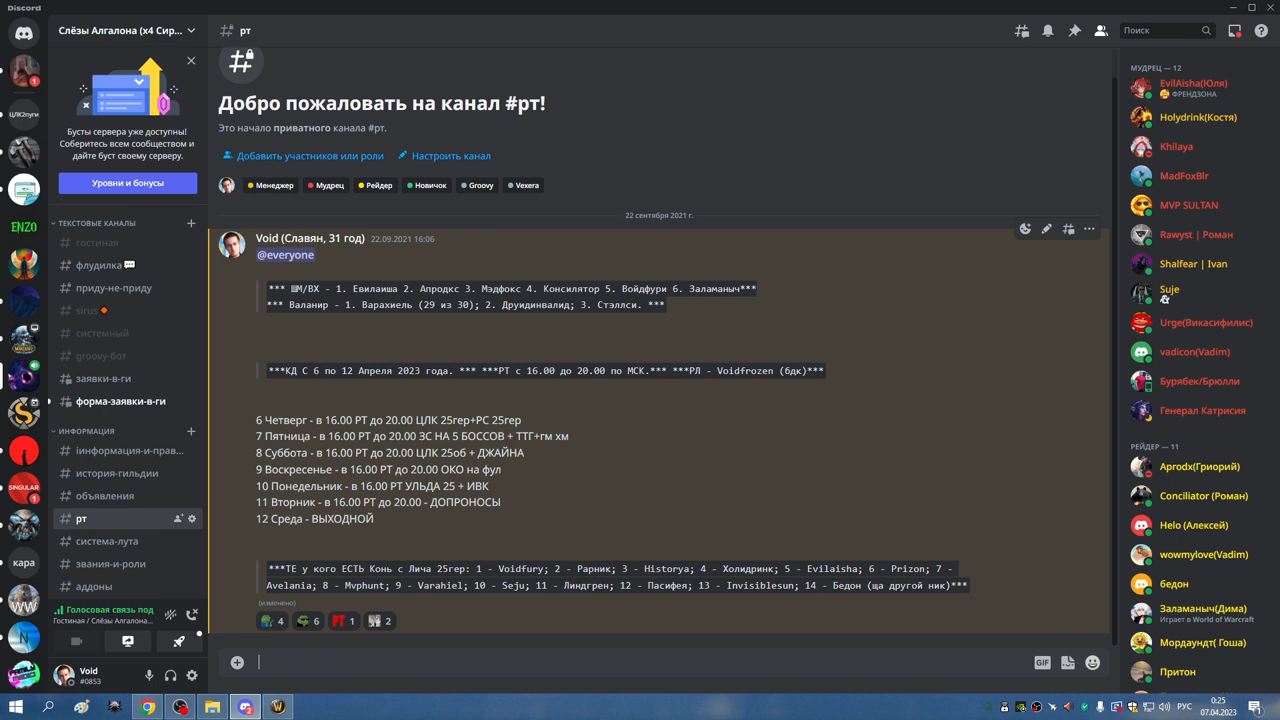 Discord
Слёзы Алгалона (x4 Сир...
рт
Поиск
Бусты сервера уже доступны!
Соберитесь всем сообществом и
дайте буст своему серверу.
Уровни и бонусы
ТЕКСТОВЫЕ КАНАЛЫ
гостиная
флудилка
приду-не-приду
sirus
системный
groovy-бот
заявки-в-ги
форма-заявки-в-ги
ИНФОРМАЦИЯ
iинформация-и-прав...
история-гильдии
объявления
рт
система-лута
звания-и-роли
аддоны
Голосовая связь под
Гостиная / Слёзы Алгалона...
Void
#0853
1
ЦЛК2луги
ENZO
SINGULAR
1
кара
WW
Добро пожаловать на канал #рт!
Это начало приватного канала #рт.
Добавить участников или роли
Настроить канал
Менеджер
Мудрец
Рейдер
Новичок
Groovy
Vexera
22 сентября 2021 г.
Void (Славян, 31 год) 22.09.2021 16:06
@everyone
*** ШМ/ВХ - 1. Евилаиша 2. Апродкс 3. Мэдфокс 4. Консилятор 5. Войдфури 6. Заламаныч***
*** Валанир - 1. Варахиель (29 из 30); 2. Друидинвалид; 3. Стэллси. ***
***КД С 6 по 12 Апреля 2023 года. *** ***РТ с 16.00 до 20.00 по МСК.*** ***РЛ - Voidfrozen (бдк)***
6 Четверг - в 16.00 РТ до 20.00 ЦЛК 25гер+РС 25гер
7 Пятница - в 16.00 РТ до 20.00 ЗС НА 5 БОССОВ + ТТГ+гм хм
8 Суббота - в 16.00 РТ до 20.00 ЦЛК 25об + ДЖАЙНА
9 Воскресенье - в 16.00 РТ до 20.00 ОКО на фул
10 Понедельник - в 16.00 РТ УЛЬДА 25 + ИВК
11 Вторник - в 16.00 РТ до 20.00 - ДОПРОНОСЫ
12 Среда - ВЫХОДНОЙ
***ТЕ у кого ЕСТЬ Конь с Лича 25гер: 1 - Voidfury; 2 - Рарник; 3 - Historya; 4 - Холидринк; 5 - Evilaisha; 6 - Prizon; 7 -
Avelania; 8 - Mvphunt; 9 - Varahiel; 10 - Seju; 11 - Линдгрен; 12 - Пасифея; 13 - Invisiblesun; 14 - Бедон (ща другой ник)***
(изменено)
4
6
РТ 1
2
GIF
МУДРЕЦ — 12
EvilAisha(Юля)
ФРЕНДЗОНА
Holydrink(Костя)
Khilaya
MadFoxBlr
MVP SULTAN
Rawyst | Роман
Shalfear | Ivan
Suje
Urge(Викасифилис)
vadicon(Vadim)
Бурябек/Брюлли
Генерал Катрисия
РЕЙДЕР — 11
Aprodx(Гриорий)
Conciliator (Роман)
Helo (Алексей)
wowmylove(Vadim)
бедон
Заламаныч(Дима)
Играет в World of Warcraft
Мордаундт( Гоша)
Притон
РУС
0:25
07.04.2023